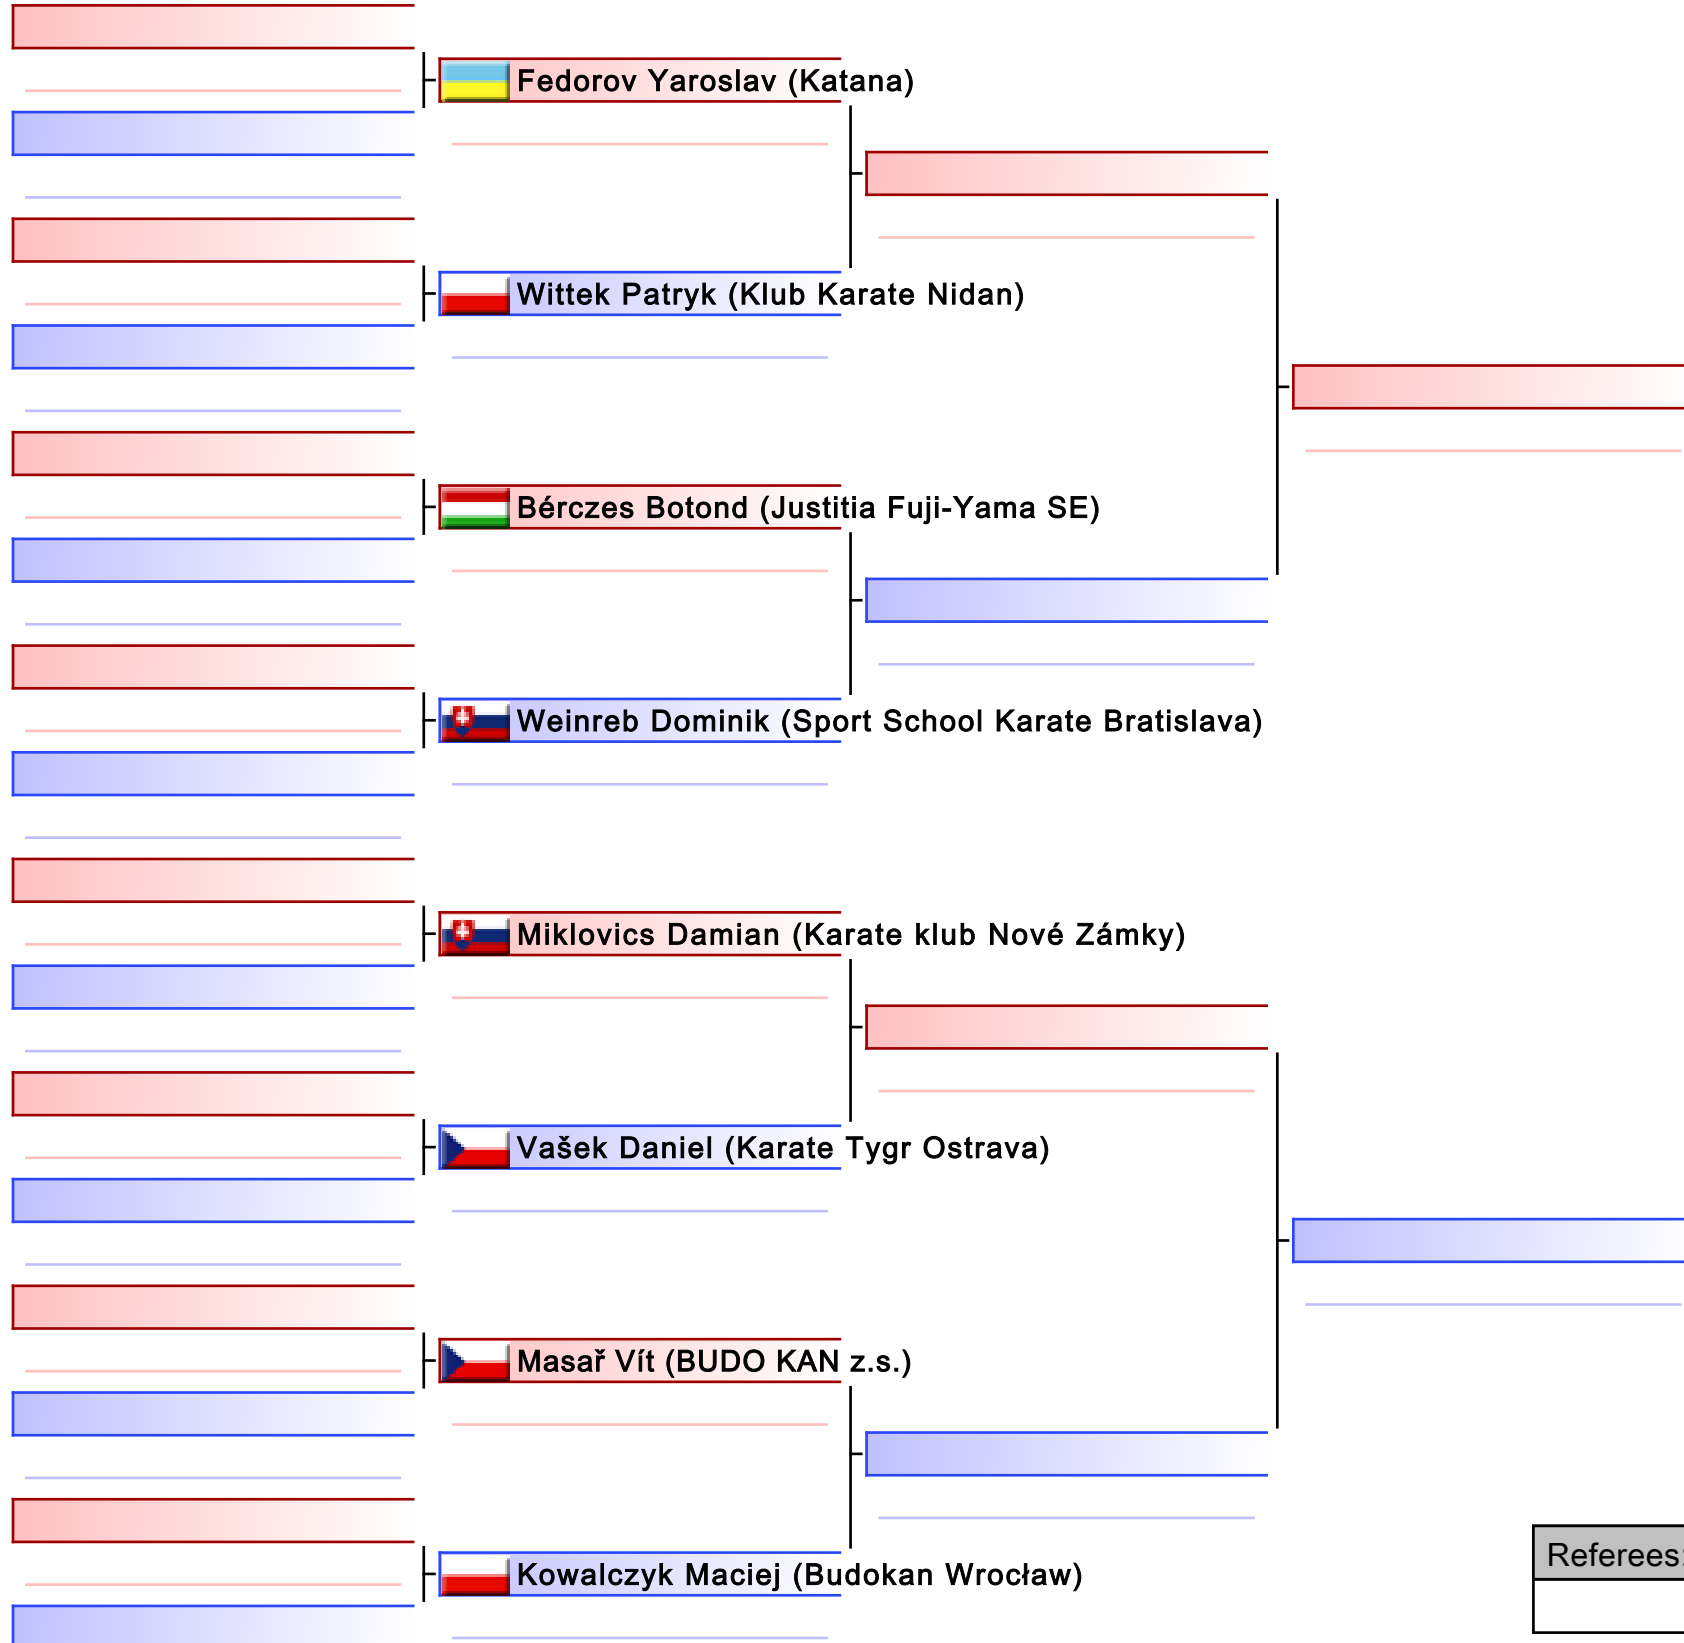 Fedorov Yaroslav (Katana)
Wittek Patryk (Klub Karate Nidan)
Bérczes Botond (Justitia Fuji-Yama SE)
Weinreb Dominik (Sport School Karate Bratislava)
Miklovics Damian (Karate klub Nové Zámky)
Vašek Daniel (Karate Tygr Ostrava)
Masař Vít (BUDO KAN z.s.)
Kowalczyk Maciej (Budokan Wrocław)
Referees: